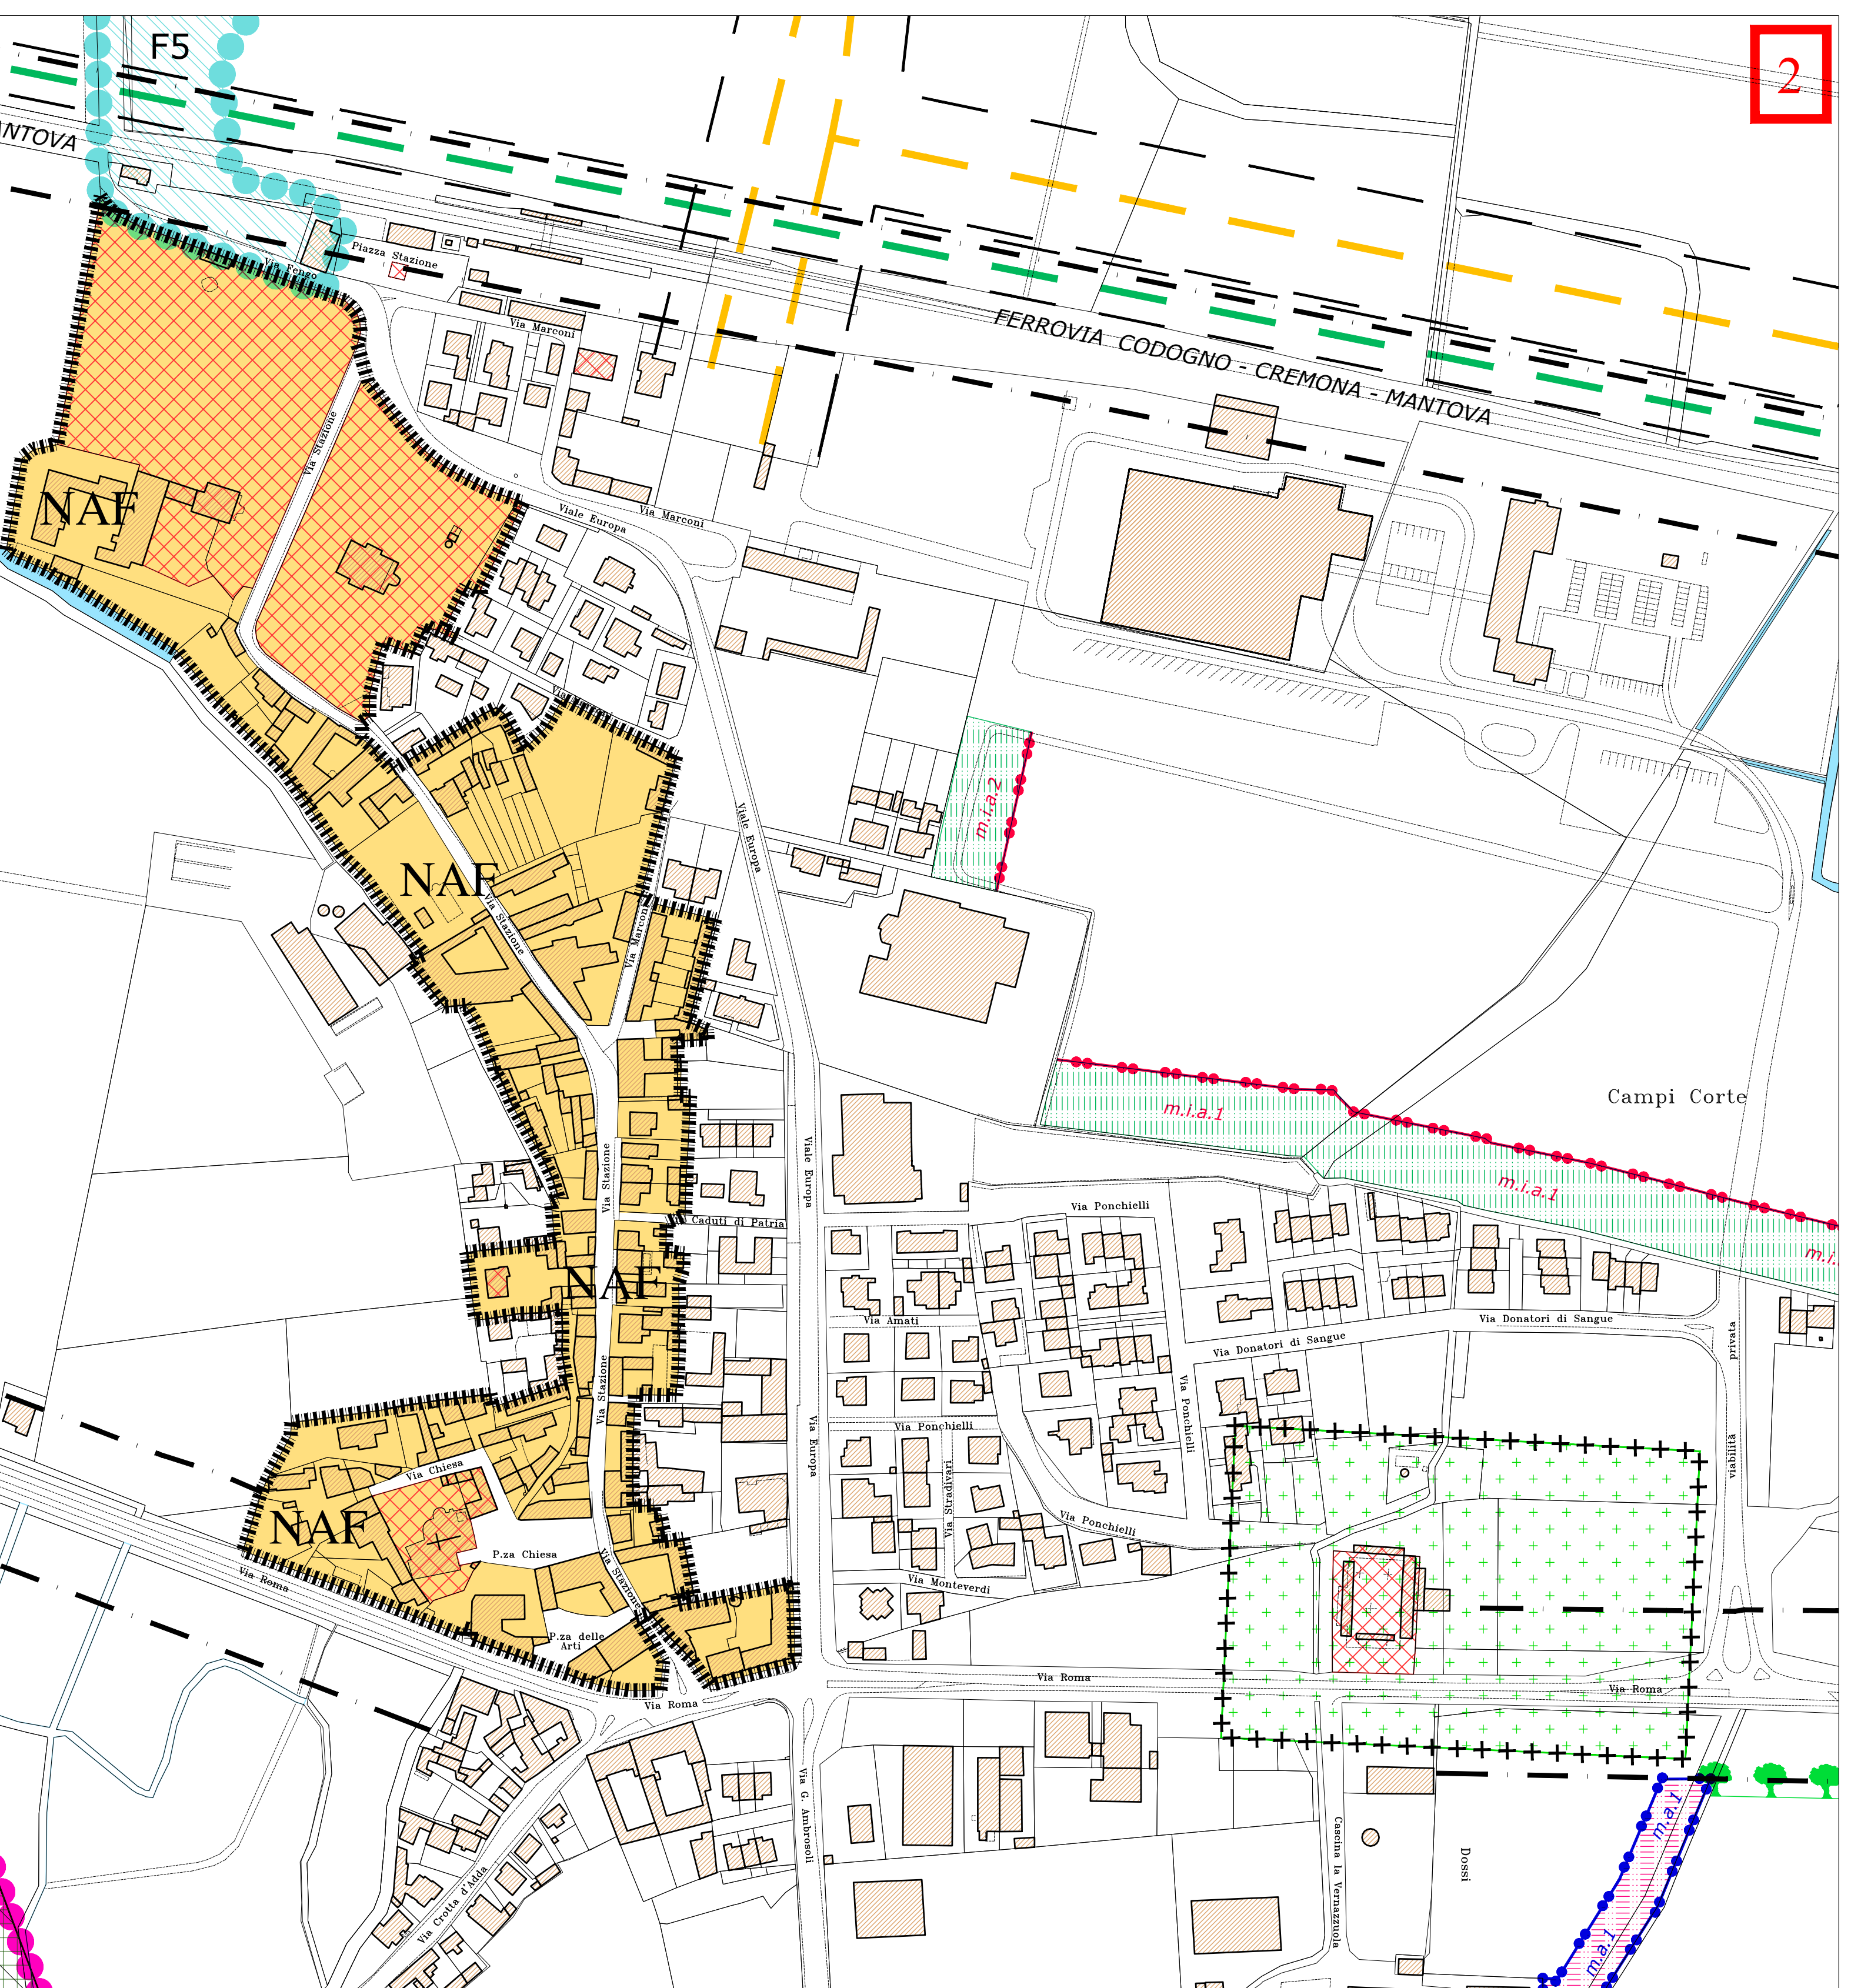 F5
2
ANTOVA
Piazza Stazione
Via Fengo
Via Marconi
FERROVIA CODOGNO - CREMONA - MANTOVA
Via Stazione
NAF
Viale Europa
Via Marconi
m.i.a.2
Viale Europa
NAF
Via Stazione
Via Marconi
Campi Corte
m.i.a.1
m.i.a.1
m.i.
Via Stazione
Viale Europa
Caduti di Patria
Via Ponchielli
NAF
Via Amati
Via Donatori di Sangue
Via Donatori di Sangue
privata
viabilità
Via Stazione
Via Ponchielli
Via Ponchielli
Via Europa
Via Stradivari
Via Chiesa
NAF
Via Ponchielli
P.za Chiesa
Via Stazione
Via Monteverdi
Via Roma
P.za delle
Arti
Via Roma
Via Roma
Via Roma
Via G. Ambrosoli
Cascina la Vernazzuola
Dossi
m.a.1
m.a.1
Via Crotta d'Adda